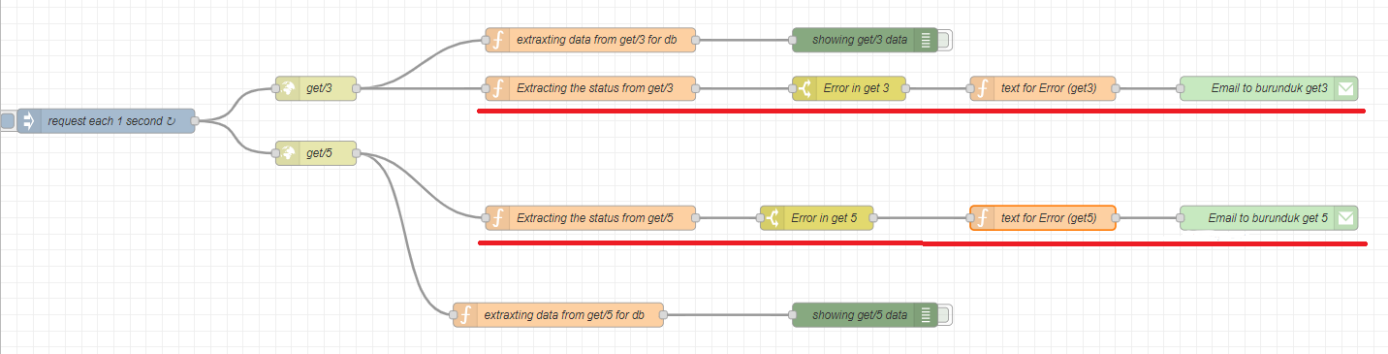 extraxting data from get/3 for db
showing get/3 data
get/3
Extracting the status from get/3
Error in get 3
text for Error (get3)
Email to burunduk get3
request each 1 second ↻
get/5
Extracting the status from get/5
Error in get 5
text for Error (get5)
Email to burunduk get 5
extraxting data from get/5 for db
showing get/5 data